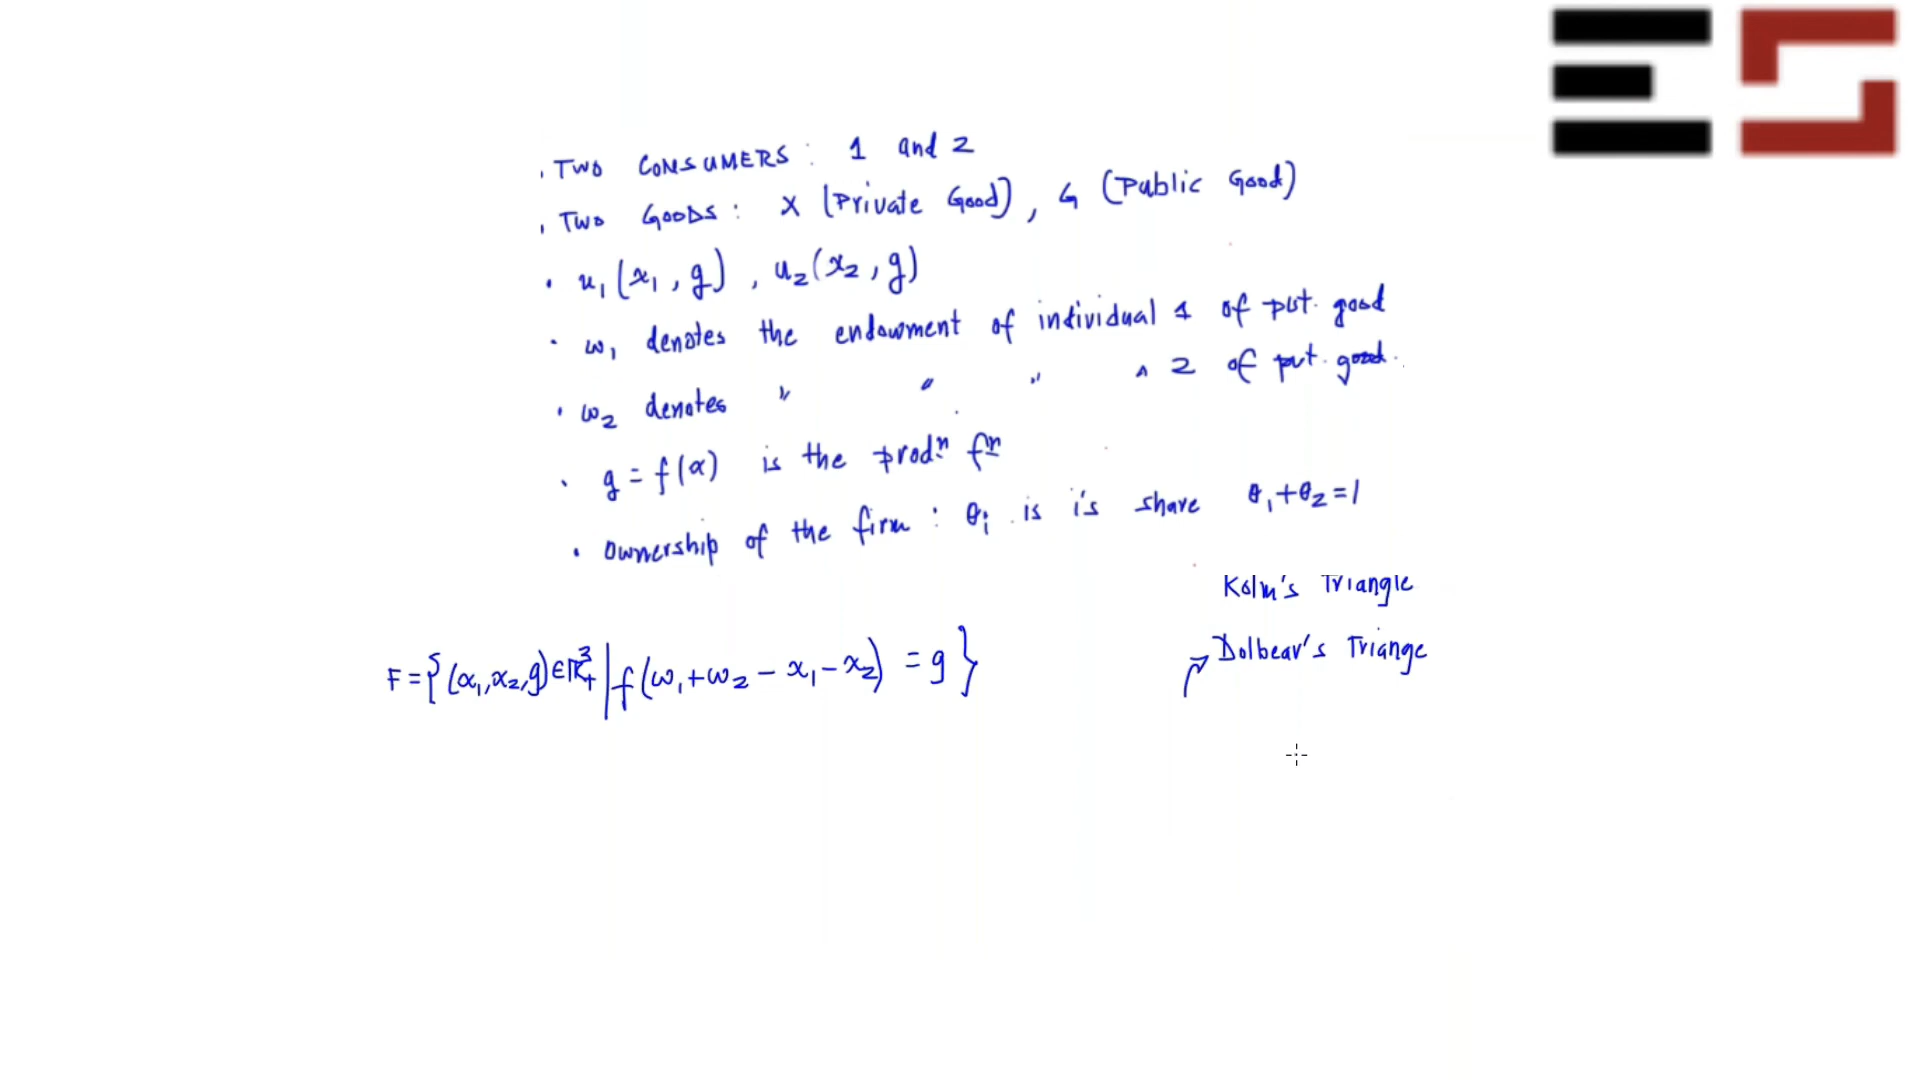 ES
. TWO CONSUMERS : 1 and 2
. TWO GOODS : X (Private Good) , G (Public Good)
• u₁(x₁, g) , u₂(x₂, g)
• ω₁ denotes the endowment of individual 1 of pvt. good
• ω₂ denotes " " " " 2 of pvt. good.
• g = f(x) is the prodⁿ fⁿ
• Ownership of the firm : θᵢ is i's share θ₁+θ₂=1
Kolm's Triangle
Dolbear's Triange
F = {(x₁,x₂,g) ∈ ℝ³₊ | f(ω₁+ω₂ − x₁ − x₂) = g}